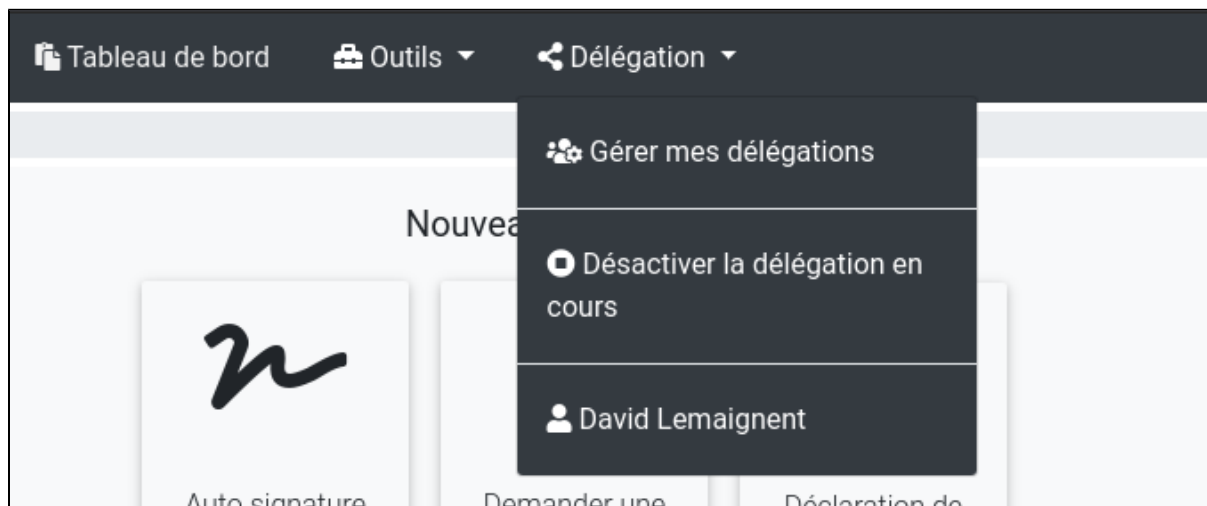 Tableau de bord Outils Délégation
Gérer mes délégations
Désactiver la délégation en
cours
David Lemaignent
Auto signature
Demander une
Déclaration de